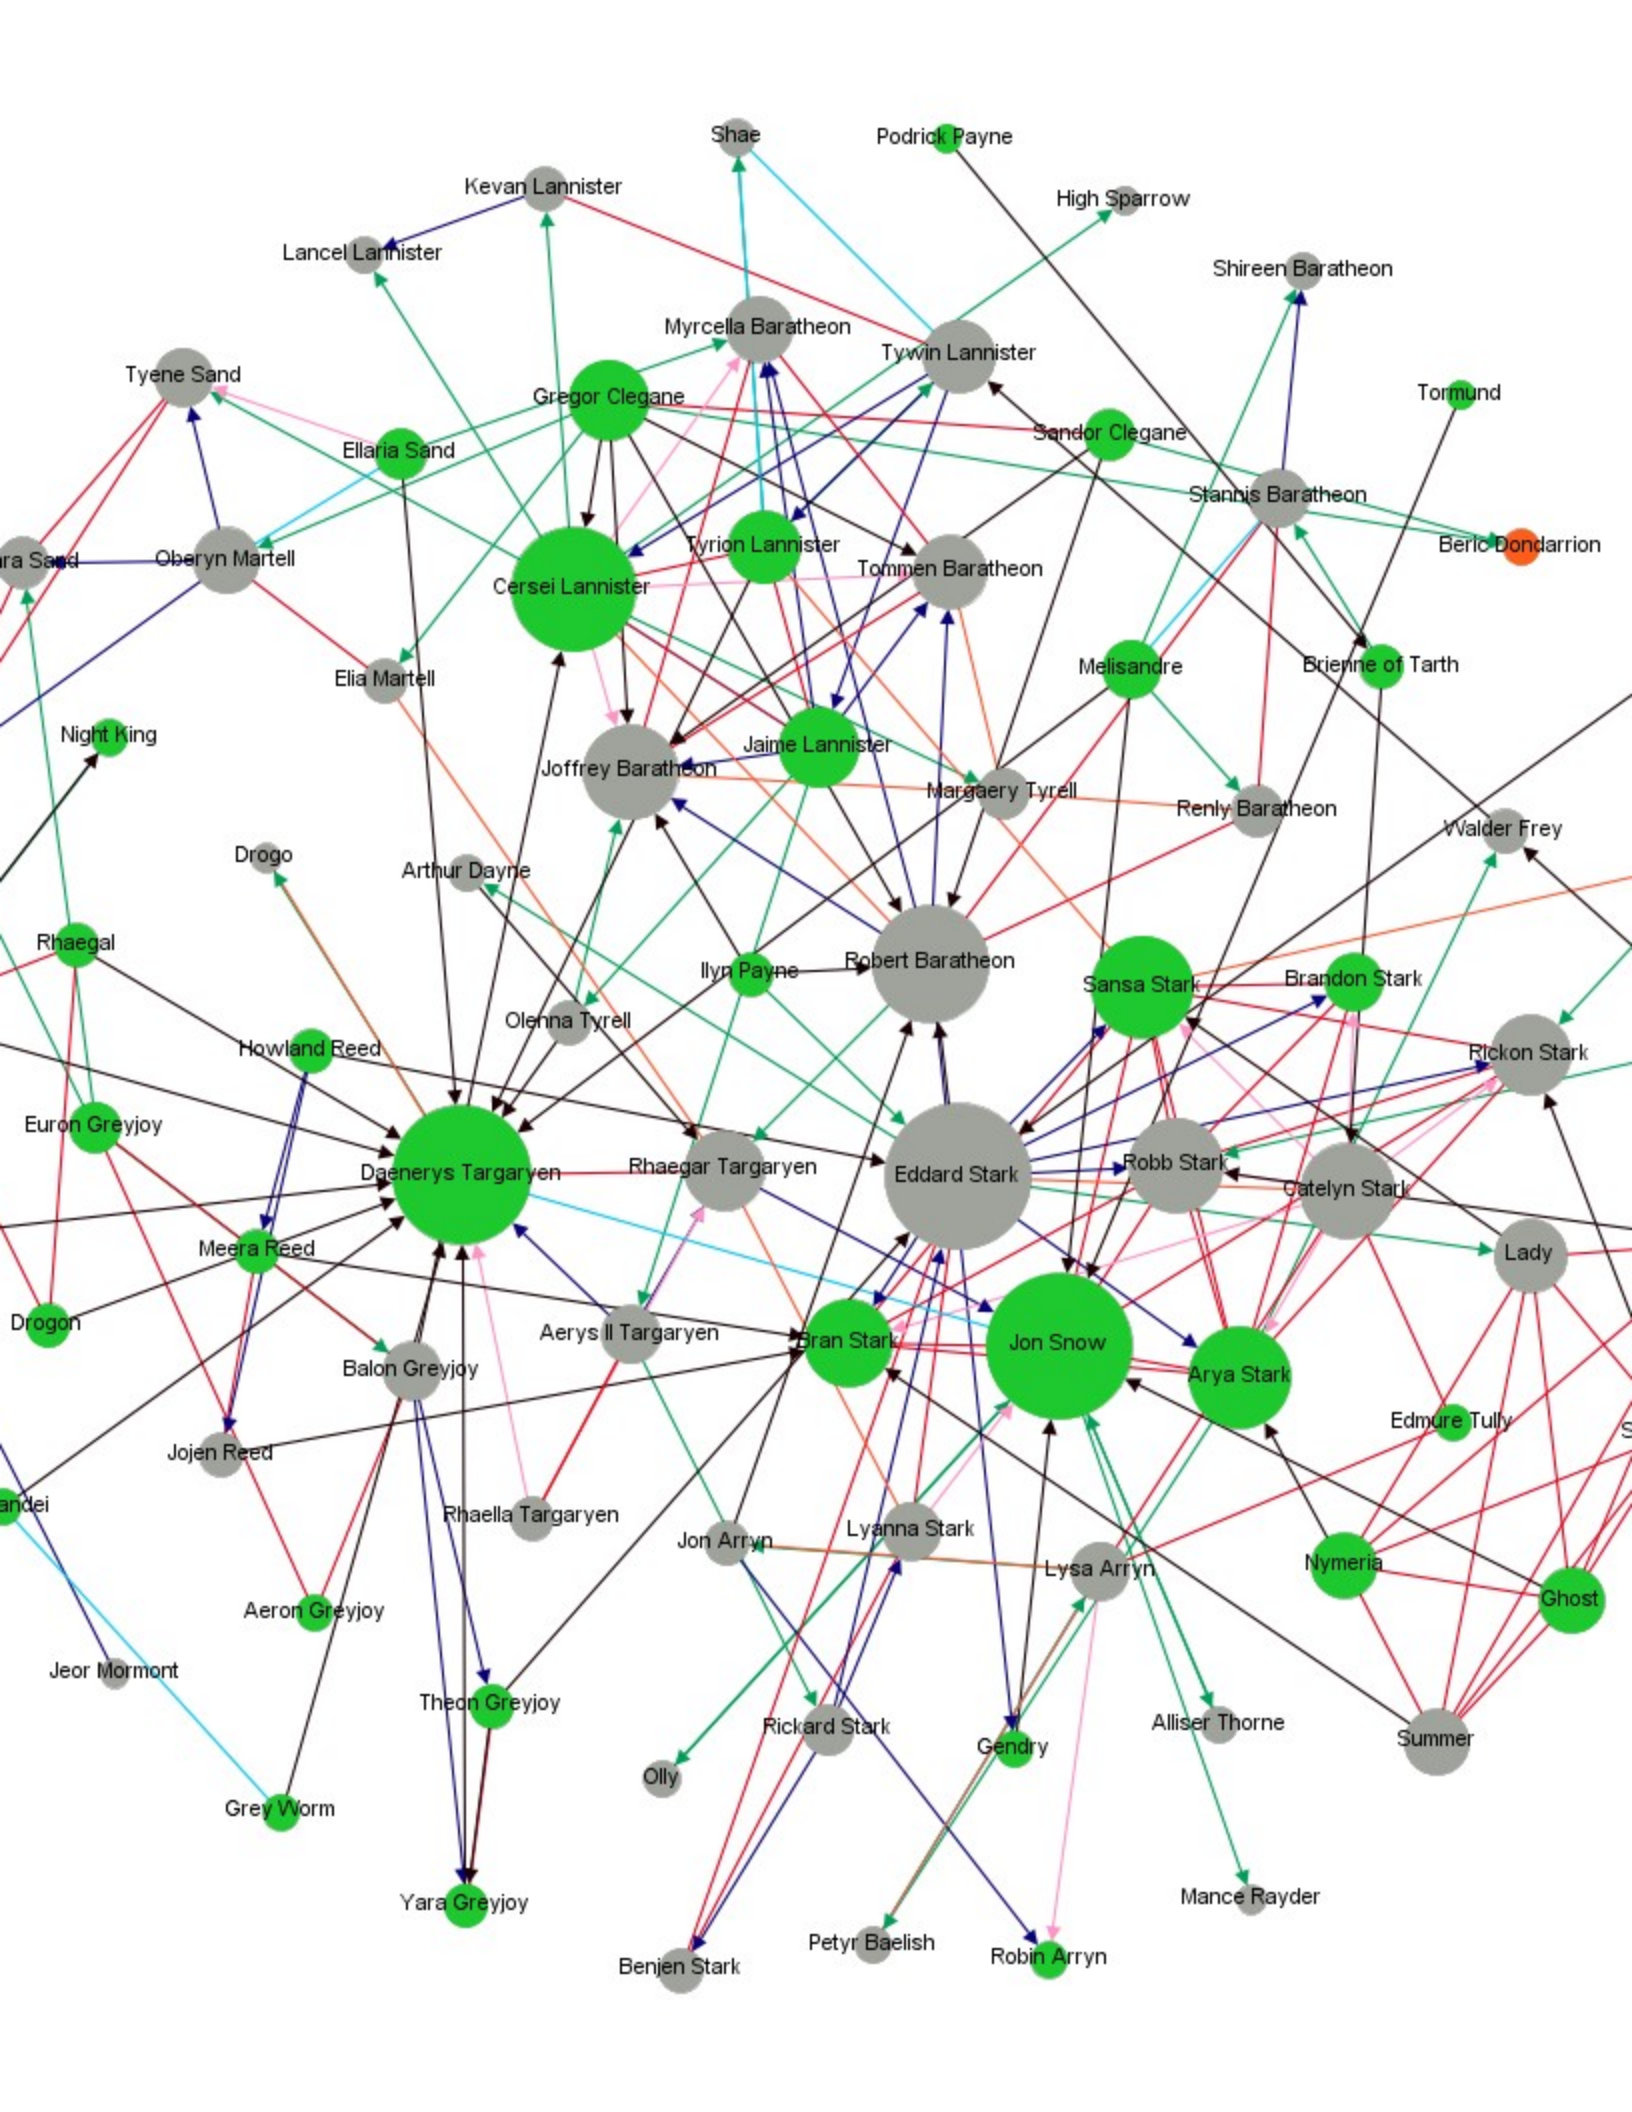 Shae
Podrick Payne
Kevan Lannister
High Sparrow
Lancel Lannister
Shireen Baratheon
Myrcella Baratheon
Tywin Lannister
Tyene Sand
Gregor Clegane
Tormund
Sandor Clegane
Ellaria Sand
Stannis Baratheon
Tyrion Lannister
Beric Dondarrion
ara Sand
Oberyn Martell
Tommen Baratheon
Cersei Lannister
Elia Martell
Melisandre
Brienne of Tarth
Night King
Jaime Lannister
Joffrey Baratheon
Margaery Tyrell
Renly Baratheon
Walder Frey
Drogo
Arthur Dayne
Rhaegal
Ilyn Payne
Robert Baratheon
Sansa Stark
Brandon Stark
Olenna Tyrell
Howland Reed
Rickon Stark
Euron Greyjoy
Daenerys Targaryen
Rhaegar Targaryen
Eddard Stark
Robb Stark
Catelyn Stark
Meera Reed
Lady
Drogon
Aerys II Targaryen
Bran Stark
Jon Snow
Balon Greyjoy
Arya Stark
Edmure Tully
S
Jojen Reed
andei
Rhaella Targaryen
Jon Arryn
Lyanna Stark
Lysa Arryn
Nymeria
Ghost
Aeron Greyjoy
Jeor Mormont
Theon Greyjoy
Rickard Stark
Alliser Thorne
Gendry
Summer
Olly
Grey Worm
Yara Greyjoy
Mance Rayder
Petyr Baelish
Robin Arryn
Benjen Stark